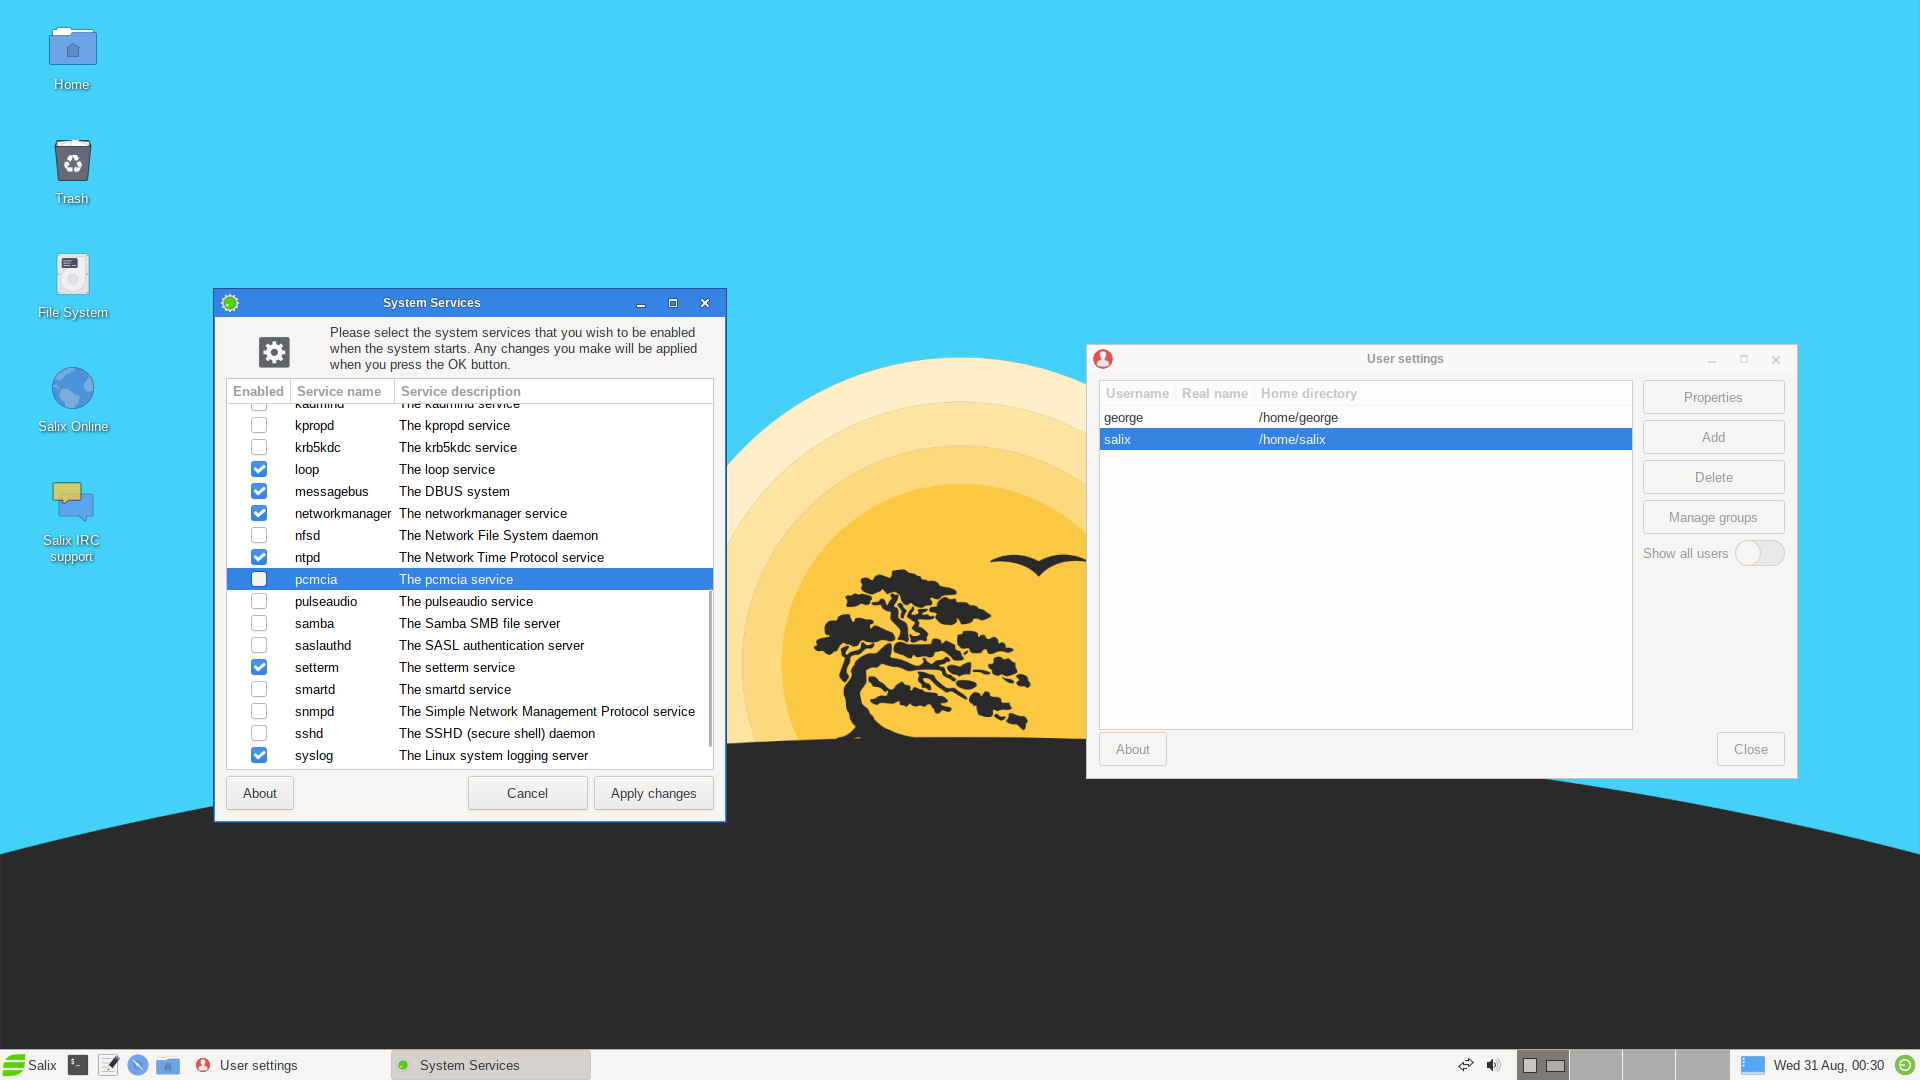 Home
Trash
File System
Salix Online
Salix IRC
support
System Services
Please select the system services that you wish to be enabled
when the system starts. Any changes you make will be applied
when you press the OK button.
Enabled Service name Service description
kadmind The kadmind service
kpropd The kpropd service
krb5kdc The krb5kdc service
loop The loop service
messagebus The DBUS system
networkmanager The networkmanager service
nfsd The Network File System daemon
ntpd The Network Time Protocol service
pcmcia The pcmcia service
pulseaudio The pulseaudio service
samba The Samba SMB file server
saslauthd The SASL authentication server
setterm The setterm service
smartd The smartd service
snmpd The Simple Network Management Protocol service
sshd The SSHD (secure shell) daemon
syslog The Linux system logging server
About Cancel Apply changes
User settings
Username Real name Home directory
george /home/george
salix /home/salix
Properties
Add
Delete
Manage groups
Show all users
About Close
Salix User settings System Services Wed 31 Aug, 00:30